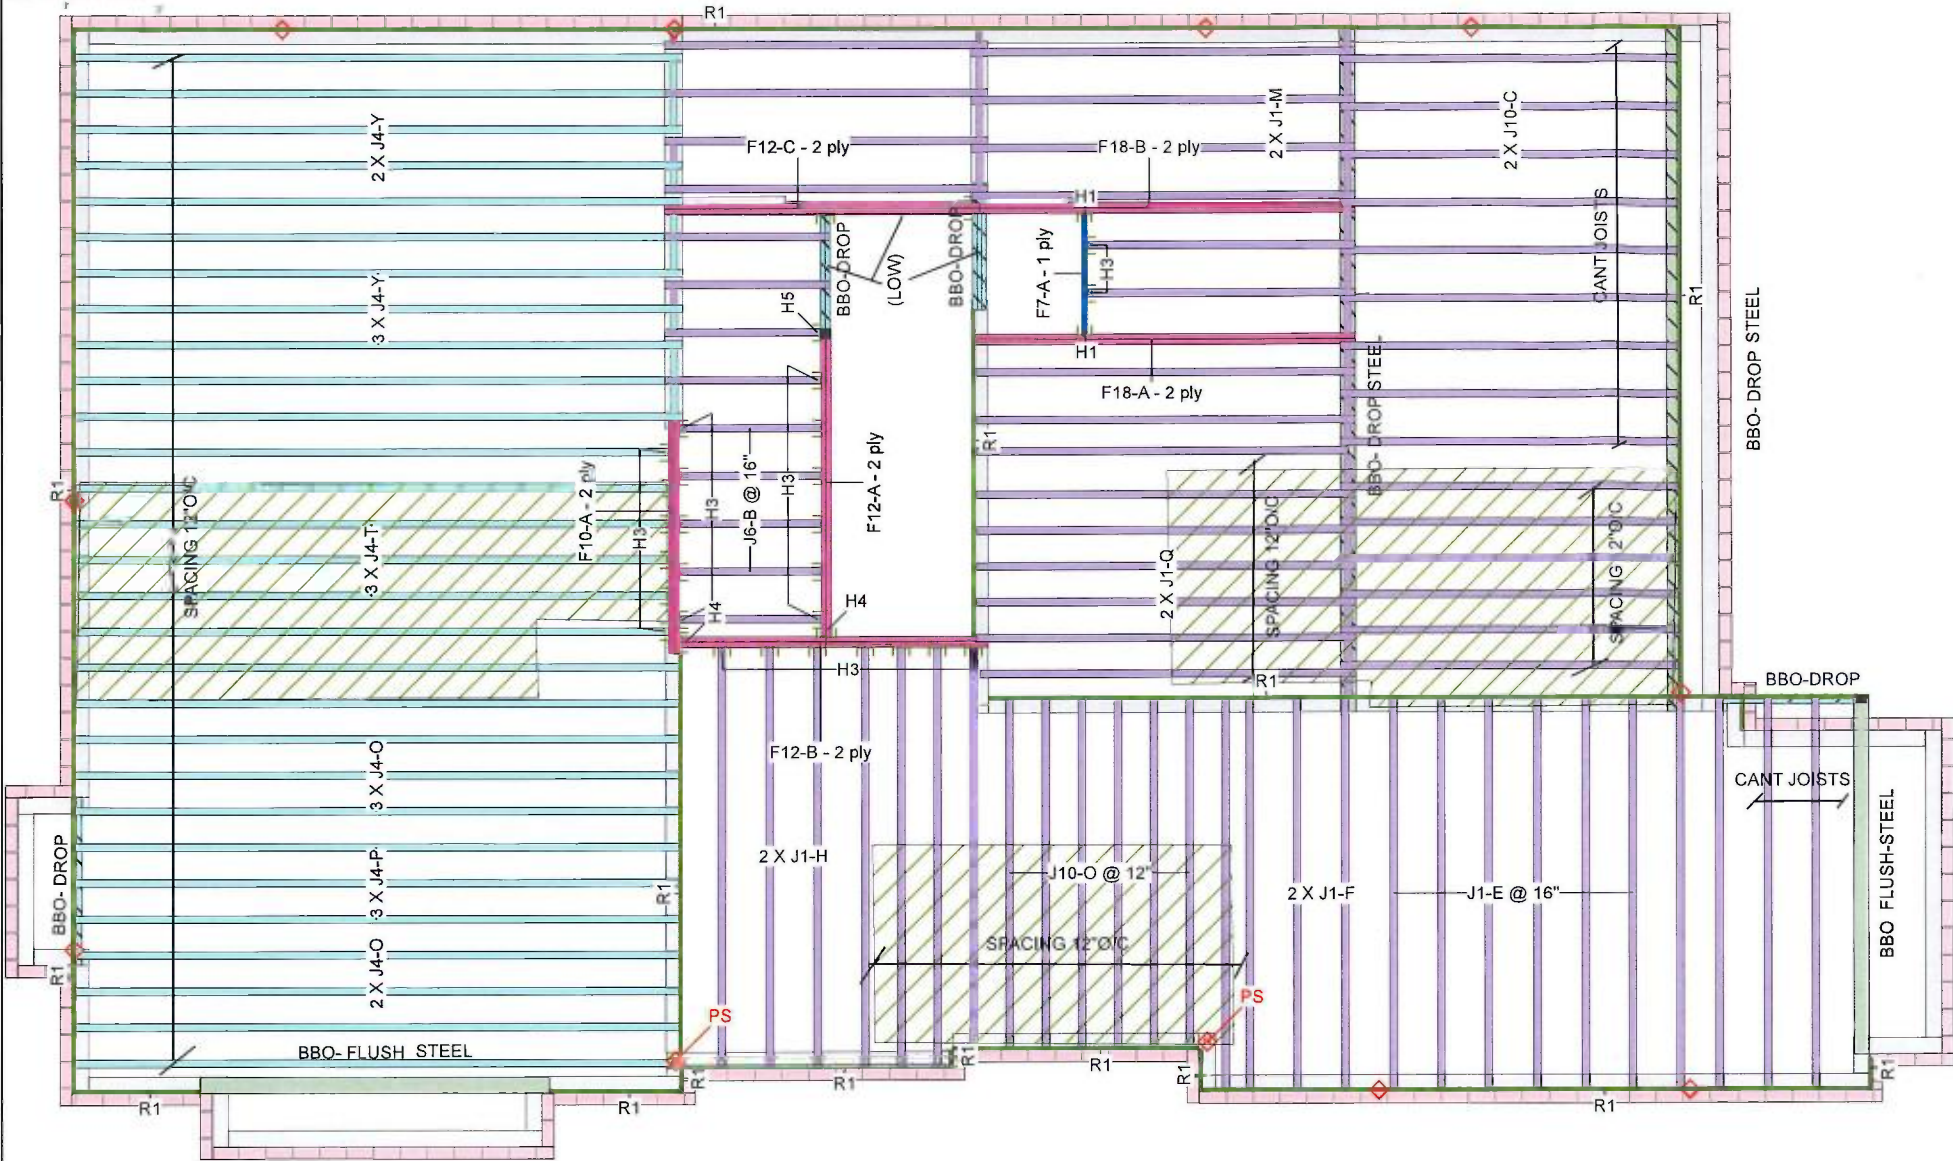 R1
2 X J4-Y
F12-C - 2 ply
F18-B - 2 ply
2 X J1-M
2 X J10-C
CANT JOISTS
H1
BBO-DROP
(LOW)
BBO-DROP
F7-A - 1 ply
H3
R1
BBO- DROP STEEL
3 X J4-Y
H5
H1
F18-A - 2 ply
BBO- DROP STEEL
R1
R1
F10-A - 2 ply
H3
H3
J6-B @ 16"
H3
F12-A - 2 ply
SPACING 12"O/C
3 X J4-T
H4
H4
2 X J1-Q
SPACING 12"O/C
SPACING 12"O/C
H3
R1
BBO-DROP
F12-B - 2 ply
3 X J4-O
CANT JOISTS
BBO FLUSH-STEEL
BBO- DROP
3 X J4-P
R1
2 X J1-H
J10-O @ 12"
2 X J1-F
J1-E @ 16"
SPACING 12"O/C
2 X J4-O
R1
PS
PS
BBO- FLUSH STEEL
R1
R1
R1
R1
R1
R1
R1
R1
R1